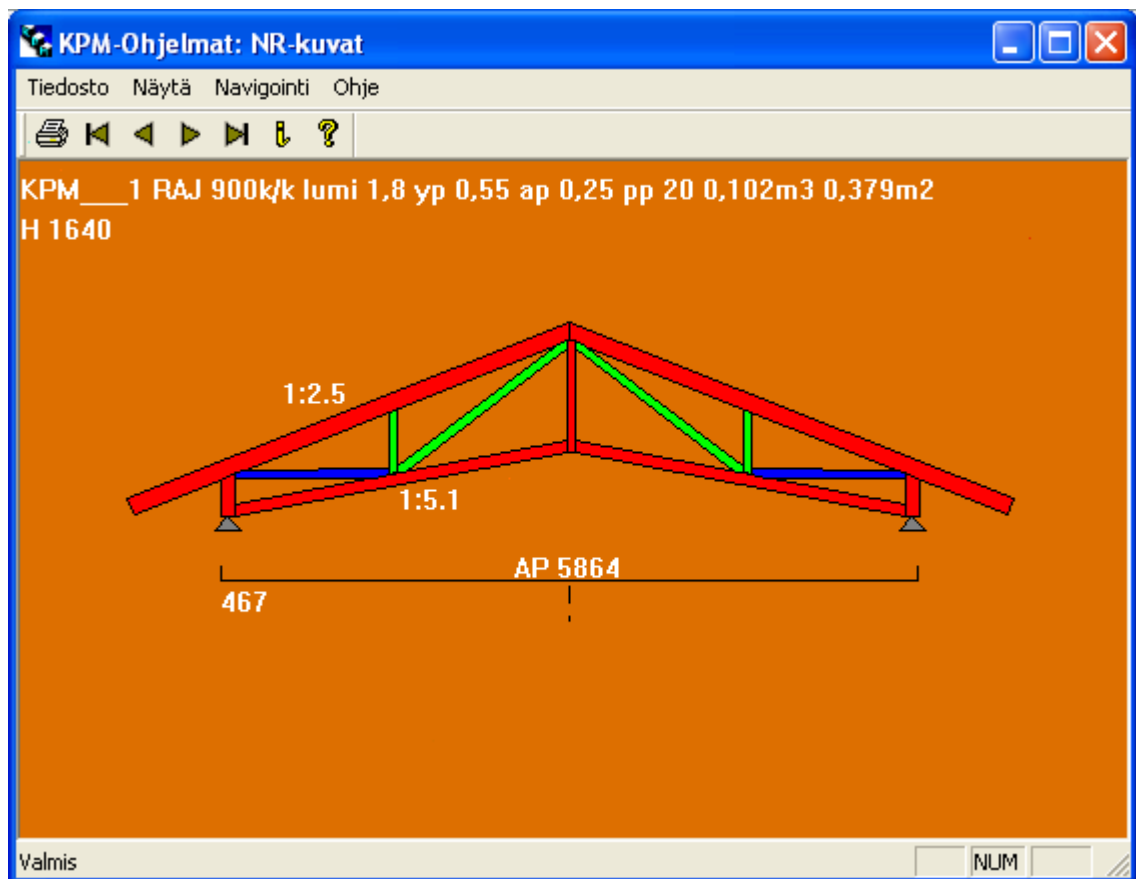 KPM-Ohjelmat: NR-kuvat
Tiedosto Näytä Navigointi Ohje
KPM___1 RAJ 900k/k lumi 1,8 yp 0,55 ap 0,25 pp 20 0,102m3 0,379m2
H 1640
1:2.5
1:5.1
AP 5864
467
Valmis NUM